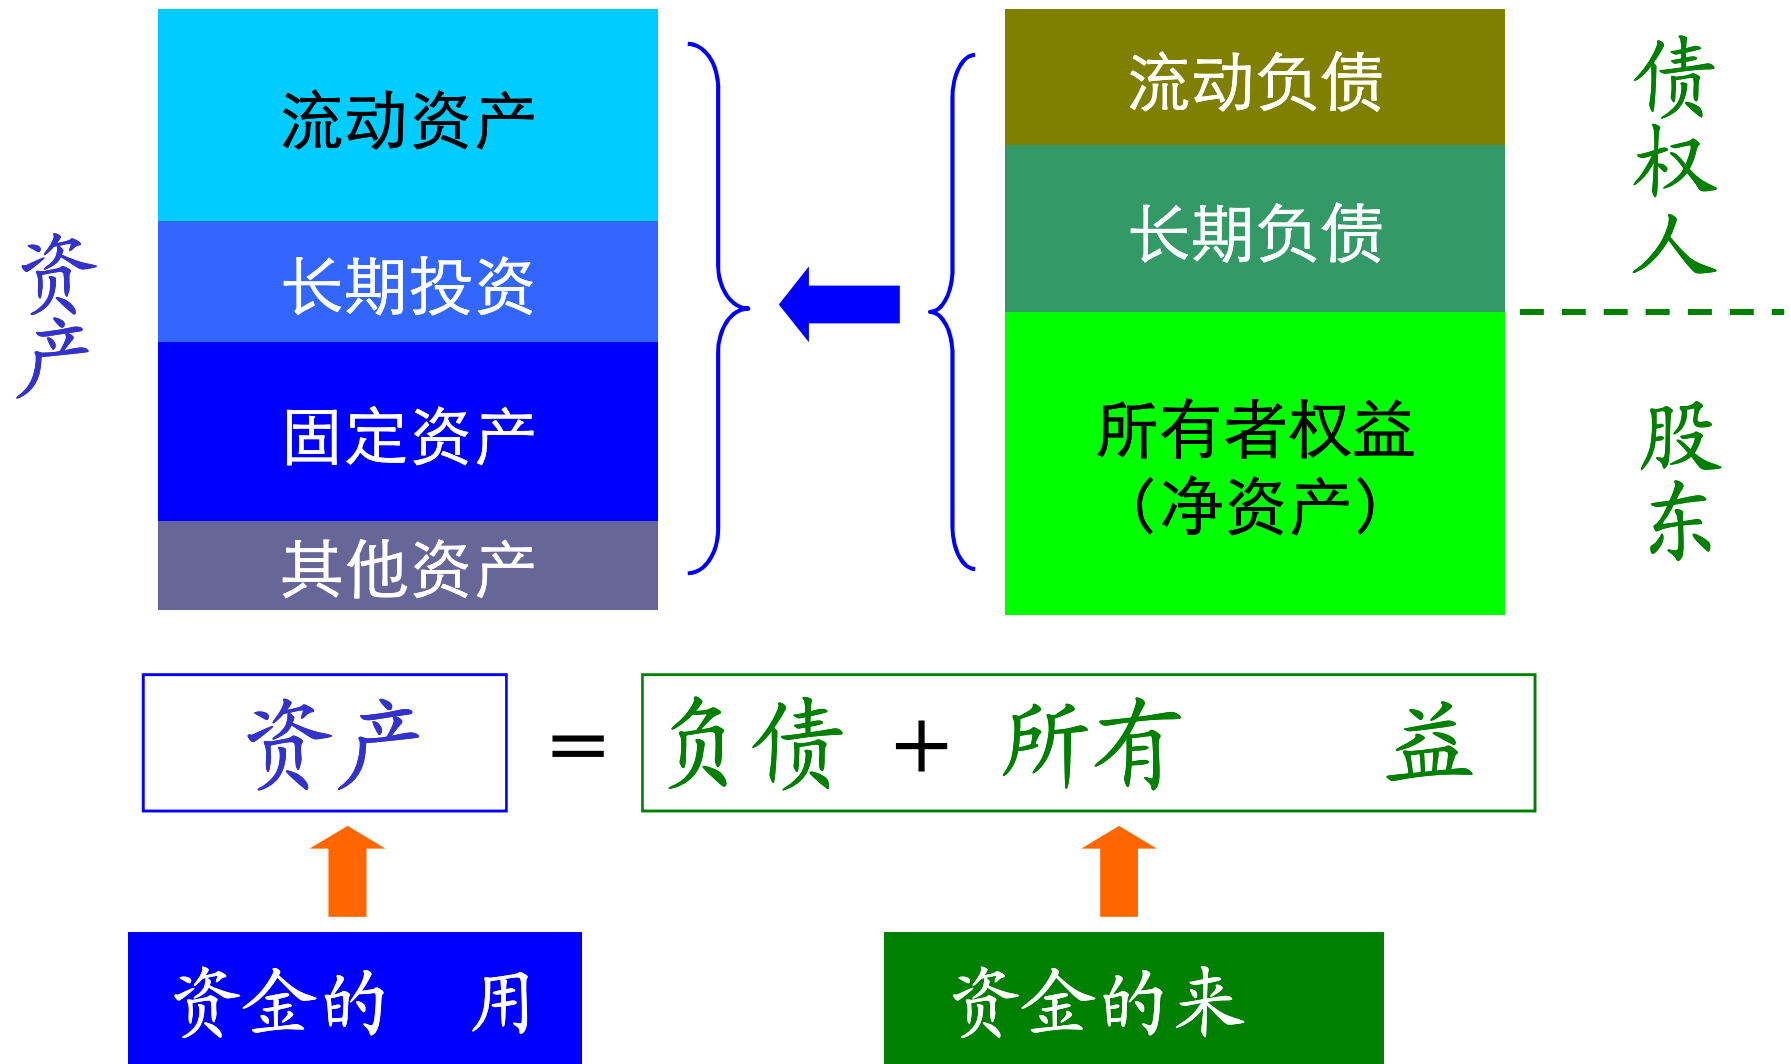 资产
流动资产
长期投资
固定资产
其他资产
流动负债
长期负债
所有者权益
（净资产）
债权人
股东
资产 = 负债 + 所有 益
资金的 用
资金的来